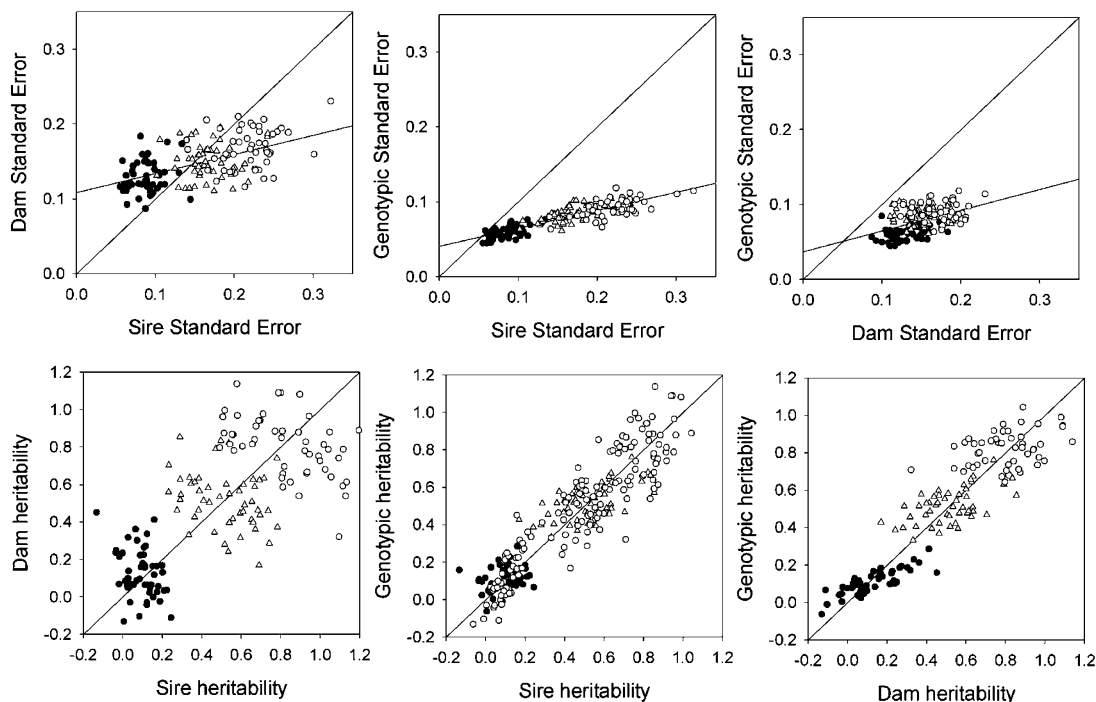 Dam Standard Error
0.3
0.2
0.1
0.0
0.0 0.1 0.2 0.3
Sire Standard Error
Genotypic Standard Error
0.3
0.2
0.1
0.0
0.0 0.1 0.2 0.3
Sire Standard Error
Genotypic Standard Error
0.3
0.2
0.1
0.0
0.0 0.1 0.2 0.3
Dam Standard Error
Dam heritability
1.2
1.0
0.8
0.6
0.4
0.2
0.0
-0.2
-0.2 0.0 0.2 0.4 0.6 0.8 1.0 1.2
Sire heritability
Genotypic heritability
1.2
1.0
0.8
0.6
0.4
0.2
0.0
-0.2
-0.2 0.0 0.2 0.4 0.6 0.8 1.0 1.2
Sire heritability
Genotypic heritability
1.2
1.0
0.8
0.6
0.4
0.2
0.0
-0.2
-0.2 0.0 0.2 0.4 0.6 0.8 1.0 1.2
Dam heritability